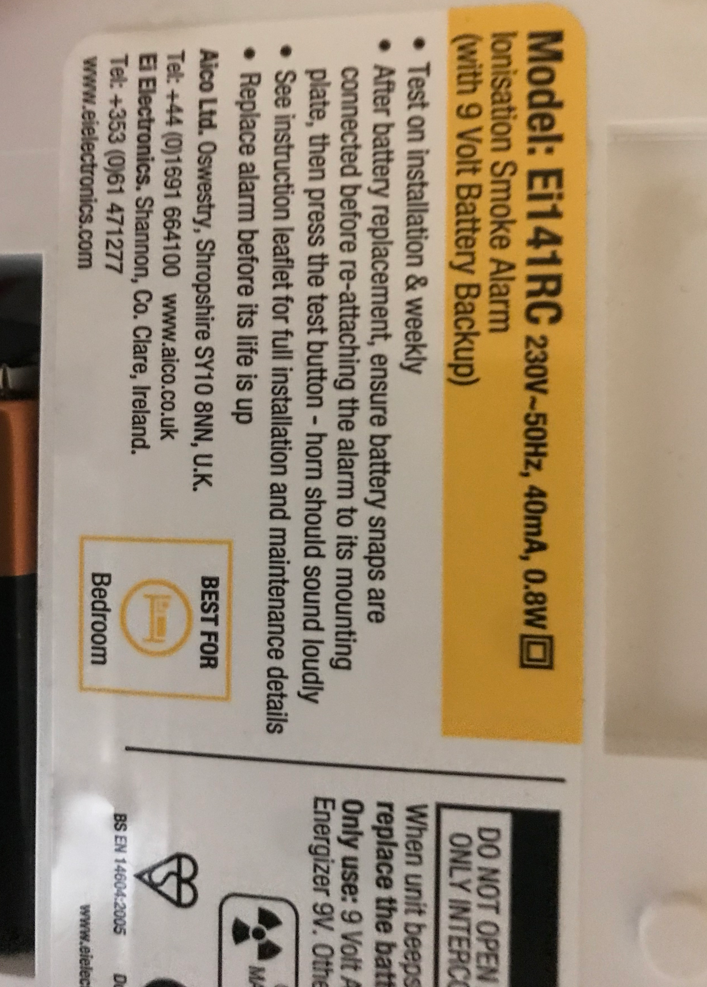 Model: Ei141RC 230V~50Hz, 40mA, 0.8W
Ionisation Smoke Alarm
(with 9 Volt Battery Backup)
• Test on installation & weekly
• After battery replacement, ensure battery snaps are
connected before re-attaching the alarm to its mounting
plate, then press the test button - horn should sound loudly
• See instruction leaflet for full installation and maintenance details
• Replace alarm before its life is up
Aico Ltd. Oswestry, Shropshire SY10 8NN, U.K.
Tel: +44 (0)1691 664100 www.aico.co.uk
Ei Electronics. Shannon, Co. Clare, Ireland.
Tel: +353 (0)61 471277
www.eielectronics.com
BEST FOR
Bedroom
DO NOT OPEN
ONLY
When unit beeps
replace the
Only use: 9 Volt
Energizer 9V.
BS EN 14604:2005